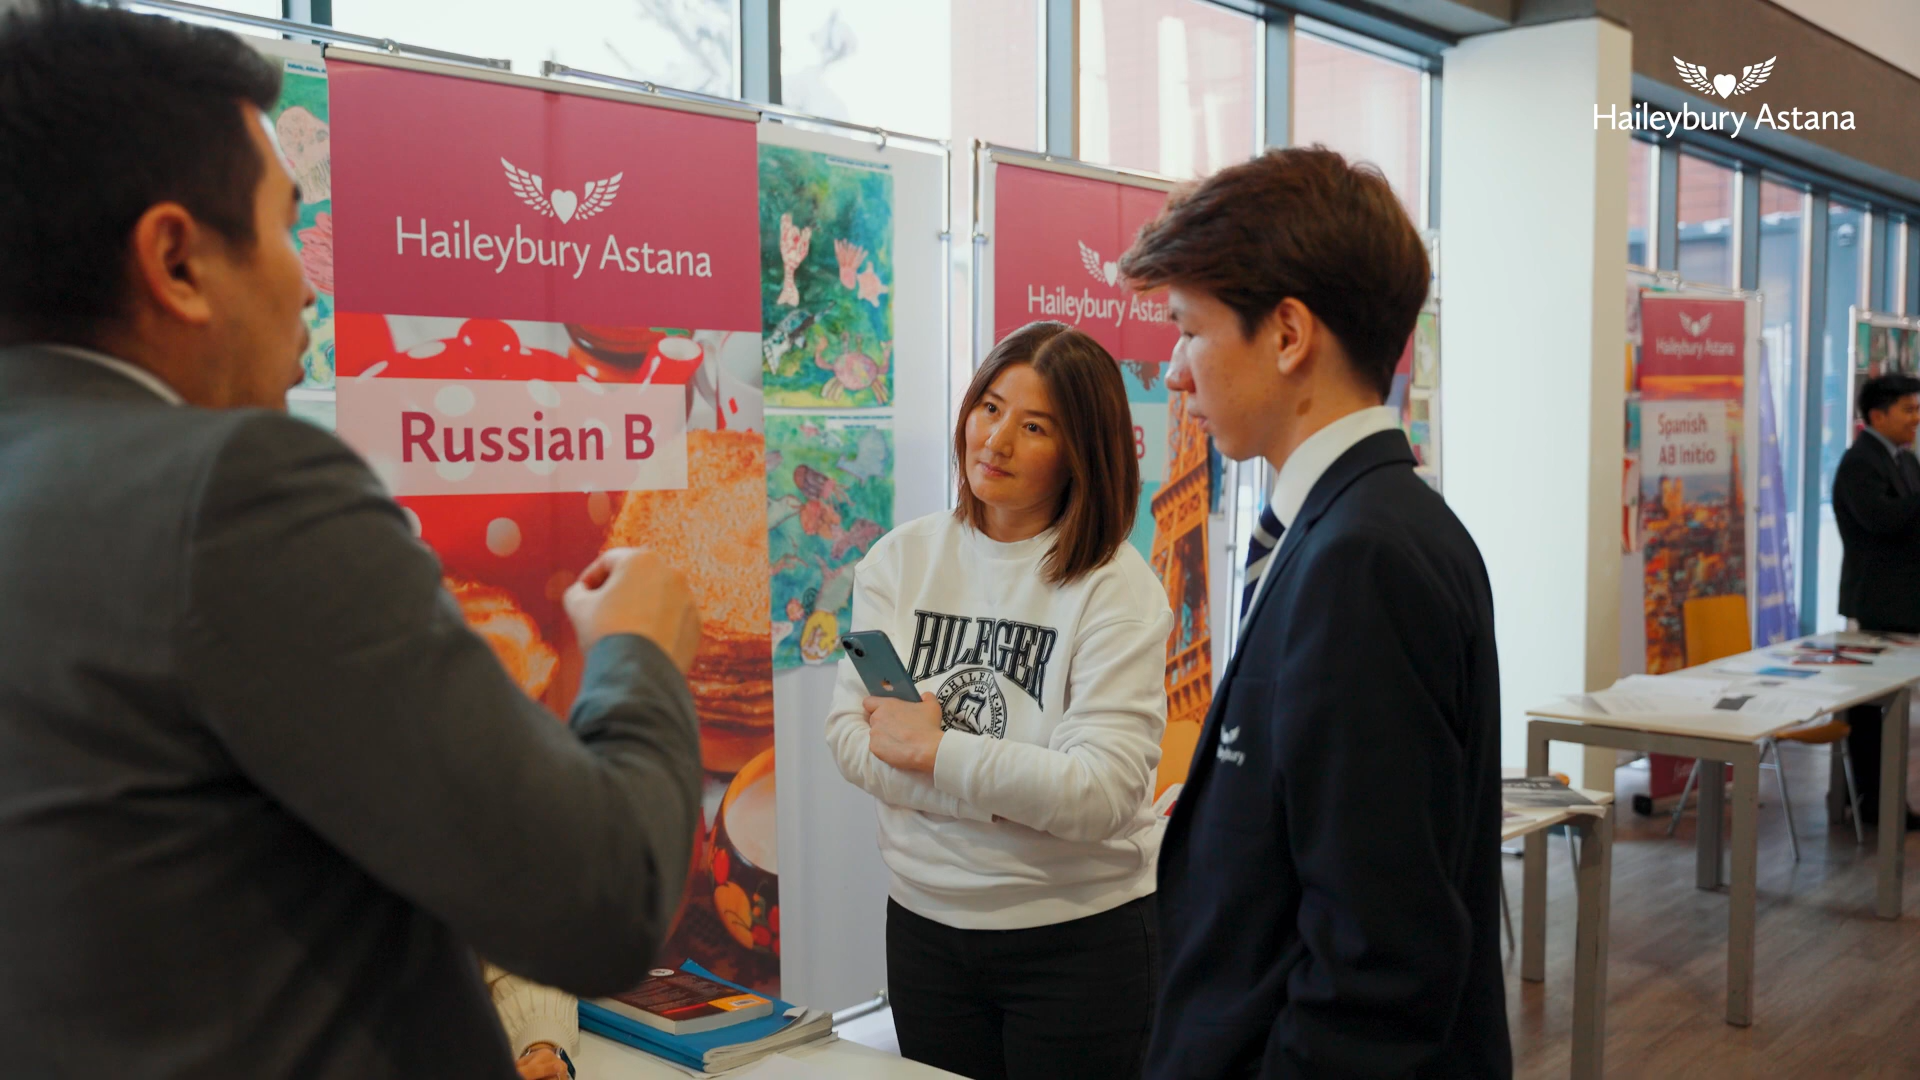 Haileybury Astana
Haileybury Astana
Russian B
Haileybury Asta
B
HILFIGER
Haileybury Astana
Spanish
AB Initio